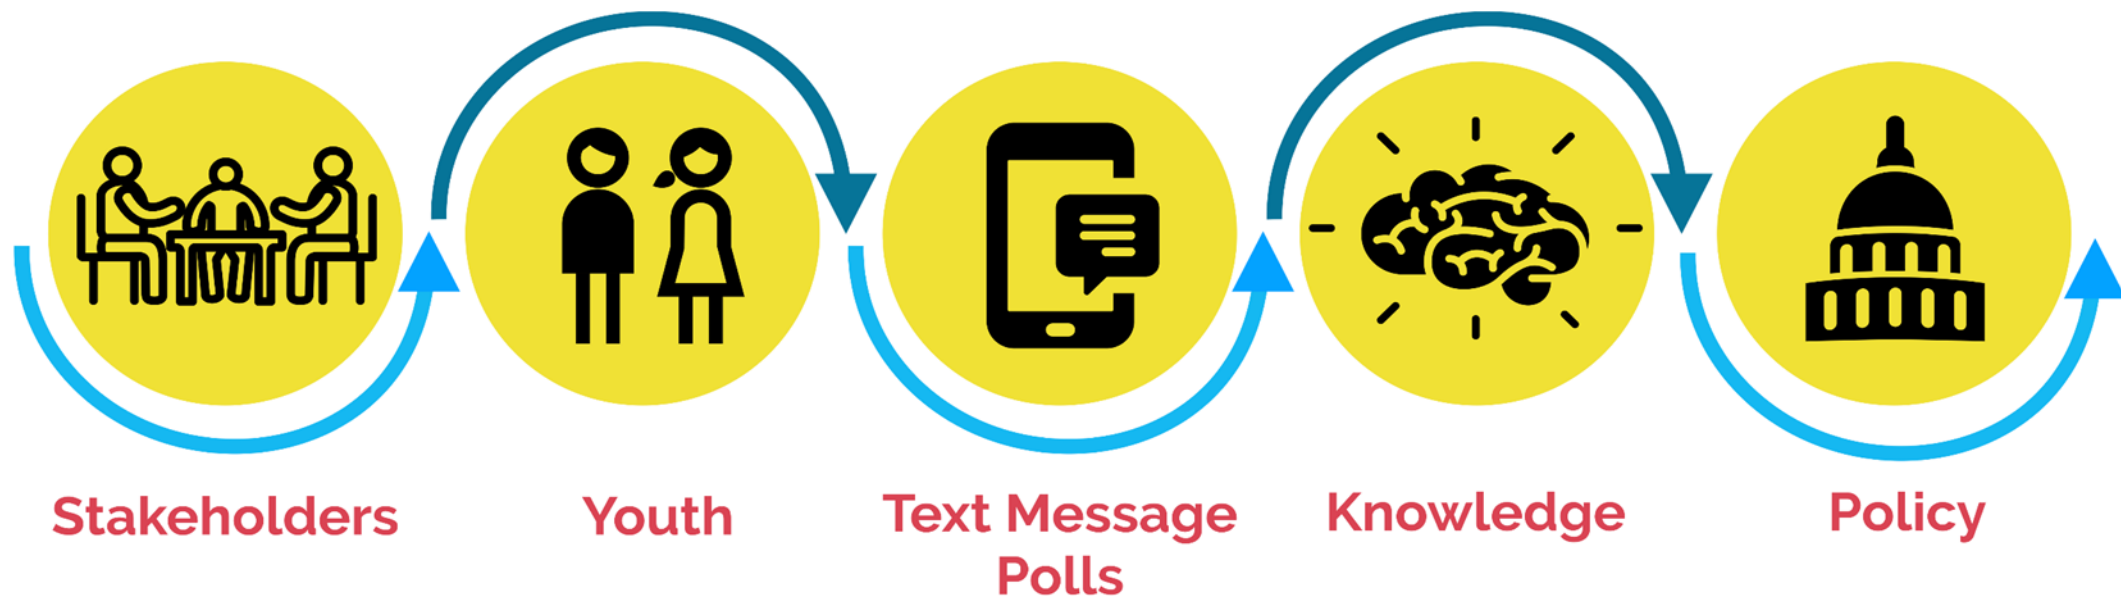 Stakeholders
Youth
Text Message
Polls
Knowledge
Policy